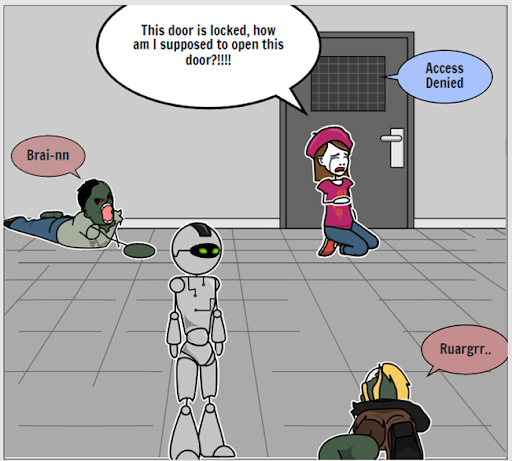 This door is locked, how
am I supposed to open this
door?!!!!
Access
Denied
Brai-nn
Ruargrr..